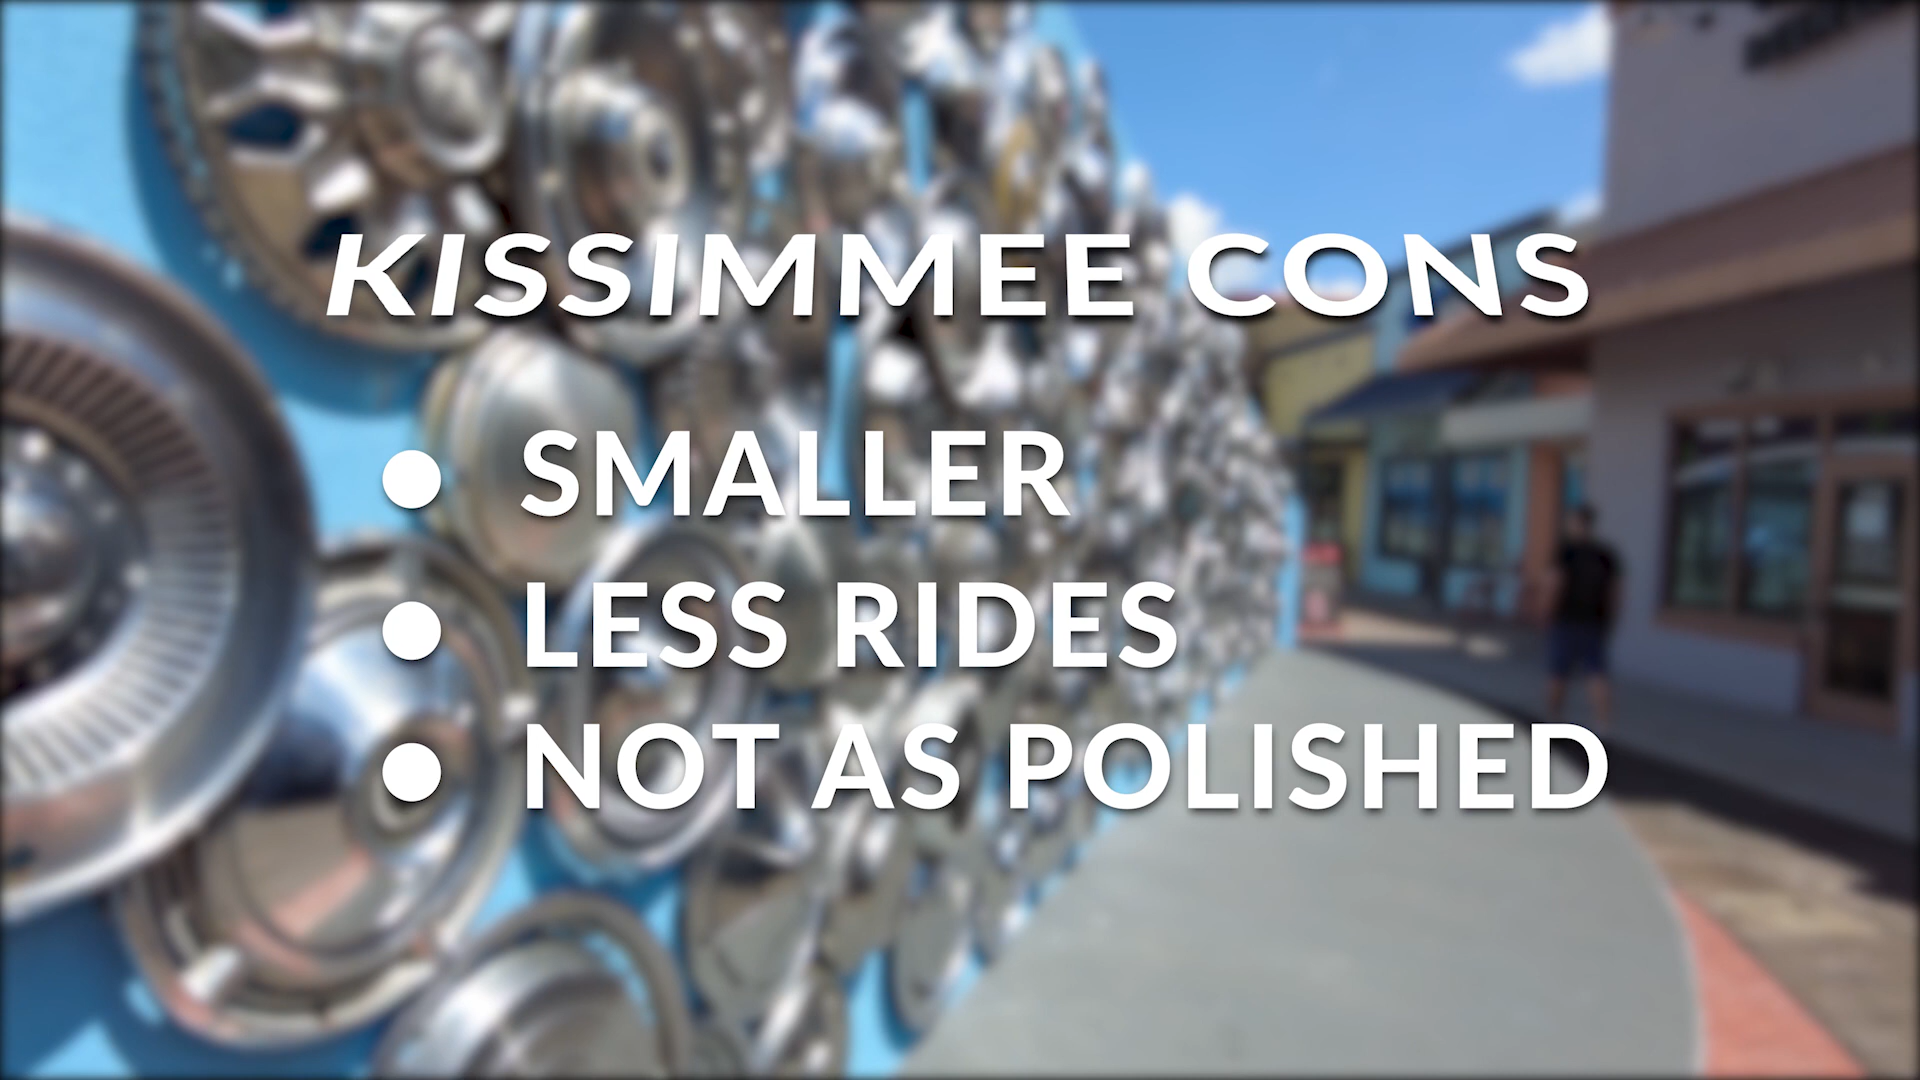 KISSIMMEE CONS
● SMALLER
● LESS RIDES
● NOT AS POLISHED